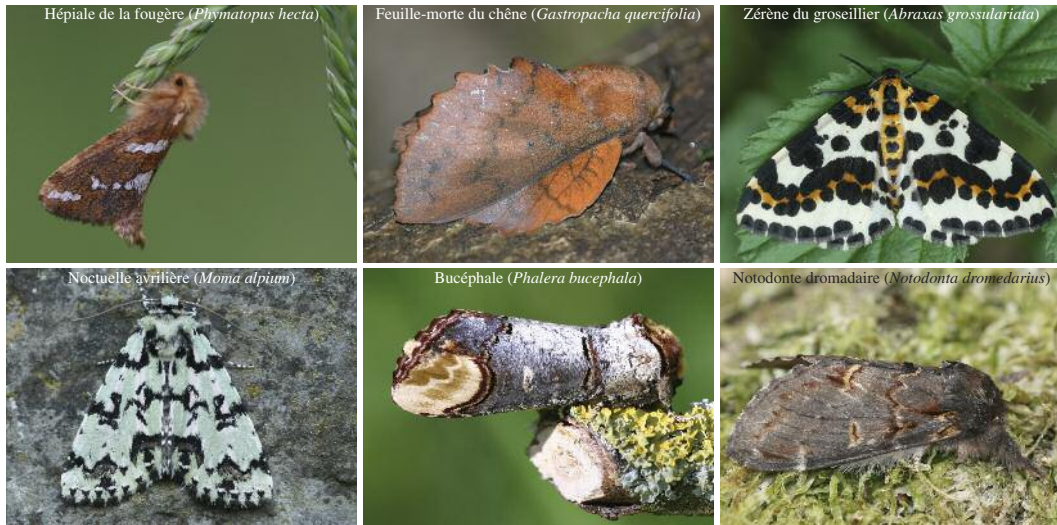 Hépiale de la fougère (Phymatopus hecta)
Feuille-morte du chêne (Gastropacha quercifolia)
Zérène du groseillier (Abraxas grossulariata)
Noctuelle avrilière (Moma alpium)
Bucéphale (Phalera bucephala)
Notodonte dromadaire (Notodonta dromedarius)